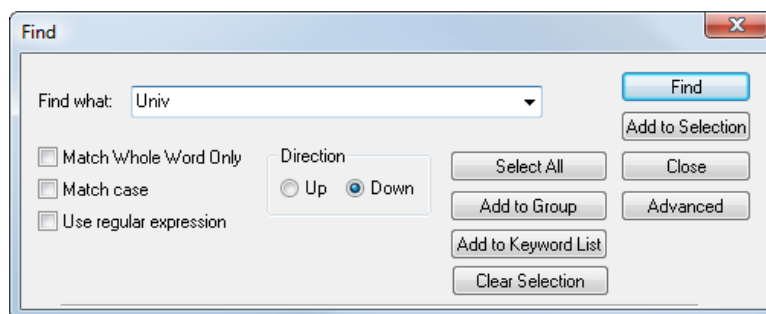 Find
Find what: Univ
Find
Add to Selection
Match Whole Word Only
Direction
Select All
Close
Match case
Up
Down
Add to Group
Advanced
Use regular expression
Add to Keyword List
Clear Selection